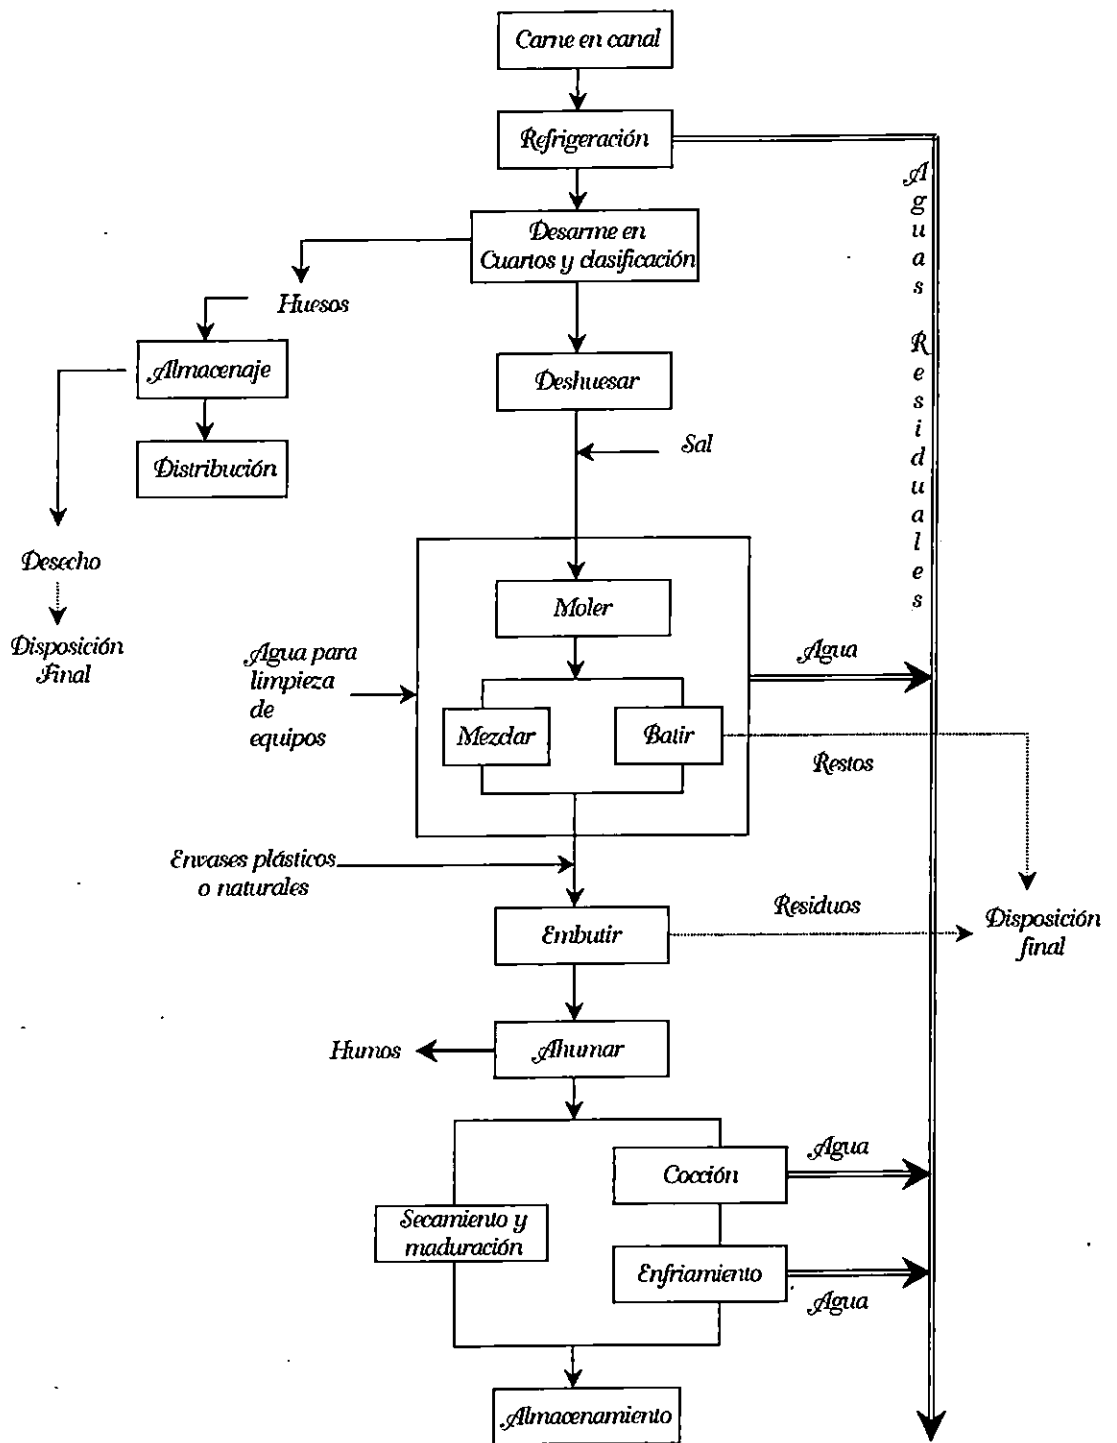 Carne en canal
Refrigeración
Aguas Residuales
Desarme en
Cuartos y clasificación
Huesos
Almacenaje
Deshuesar
Sal
Distribución
Desecho
Disposición
Final
Moler
Agua para
limpieza
de
equipos
Agua
Mezclar
Batir
Restos
Envases plásticos
o naturales
Embutir
Residuos
Disposición
final
Humos
Ahumar
Agua
Cocción
Secamiento y
maduración
Enfriamiento
Agua
Almacenamiento